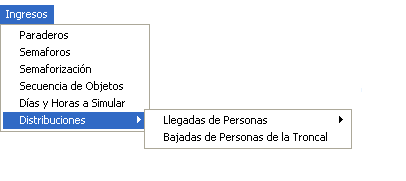 Ingresos
Paraderos
Semaforos
Semaforización
Secuencia de Objetos
Días y Horas a Simular
Distribuciones
Llegadas de Personas
Bajadas de Personas de la Troncal